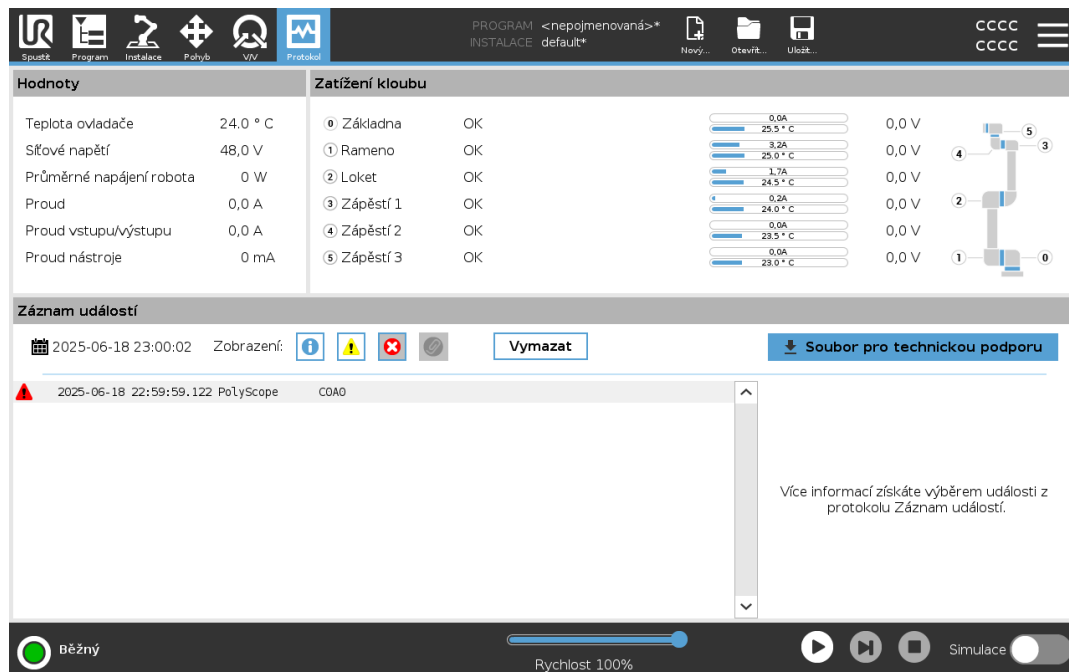 PROGRAM <nepojmenovaná>*
INSTALACE default*
CCCC
CCCC
Spustit Program Instalace Pohyb V/V Protokol Nový... Otevřít... Uložit...
Hodnoty
Teplota ovladače 24.0 ° C
Síťové napětí 48,0 V
Průměrné napájení robota 0 W
Proud 0,0 A
Proud vstupu/výstupu 0,0 A
Proud nástroje 0 mA
Zatížení kloubu
0 Základna OK 0,0A 25.5 ° C 0,0 V
1 Rameno OK 3,2A 25.0 ° C 0,0 V
2 Loket OK 1,7A 24.5 ° C 0,0 V
3 Zápěstí 1 OK 0,2A 24.0 ° C 0,0 V
4 Zápěstí 2 OK 0,0A 23.5 ° C 0,0 V
5 Zápěstí 3 OK 0,0A 23.0 ° C 0,0 V
5
4 3
2
1 0
Záznam událostí
2025-06-18 23:00:02 Zobrazení: Vymazat Soubor pro technickou podporu
2025-06-18 22:59:59.122 PolyScope C0A0
Více informací získáte výběrem události z
protokolu Záznam událostí.
Běžný
Rychlost 100%
Simulace